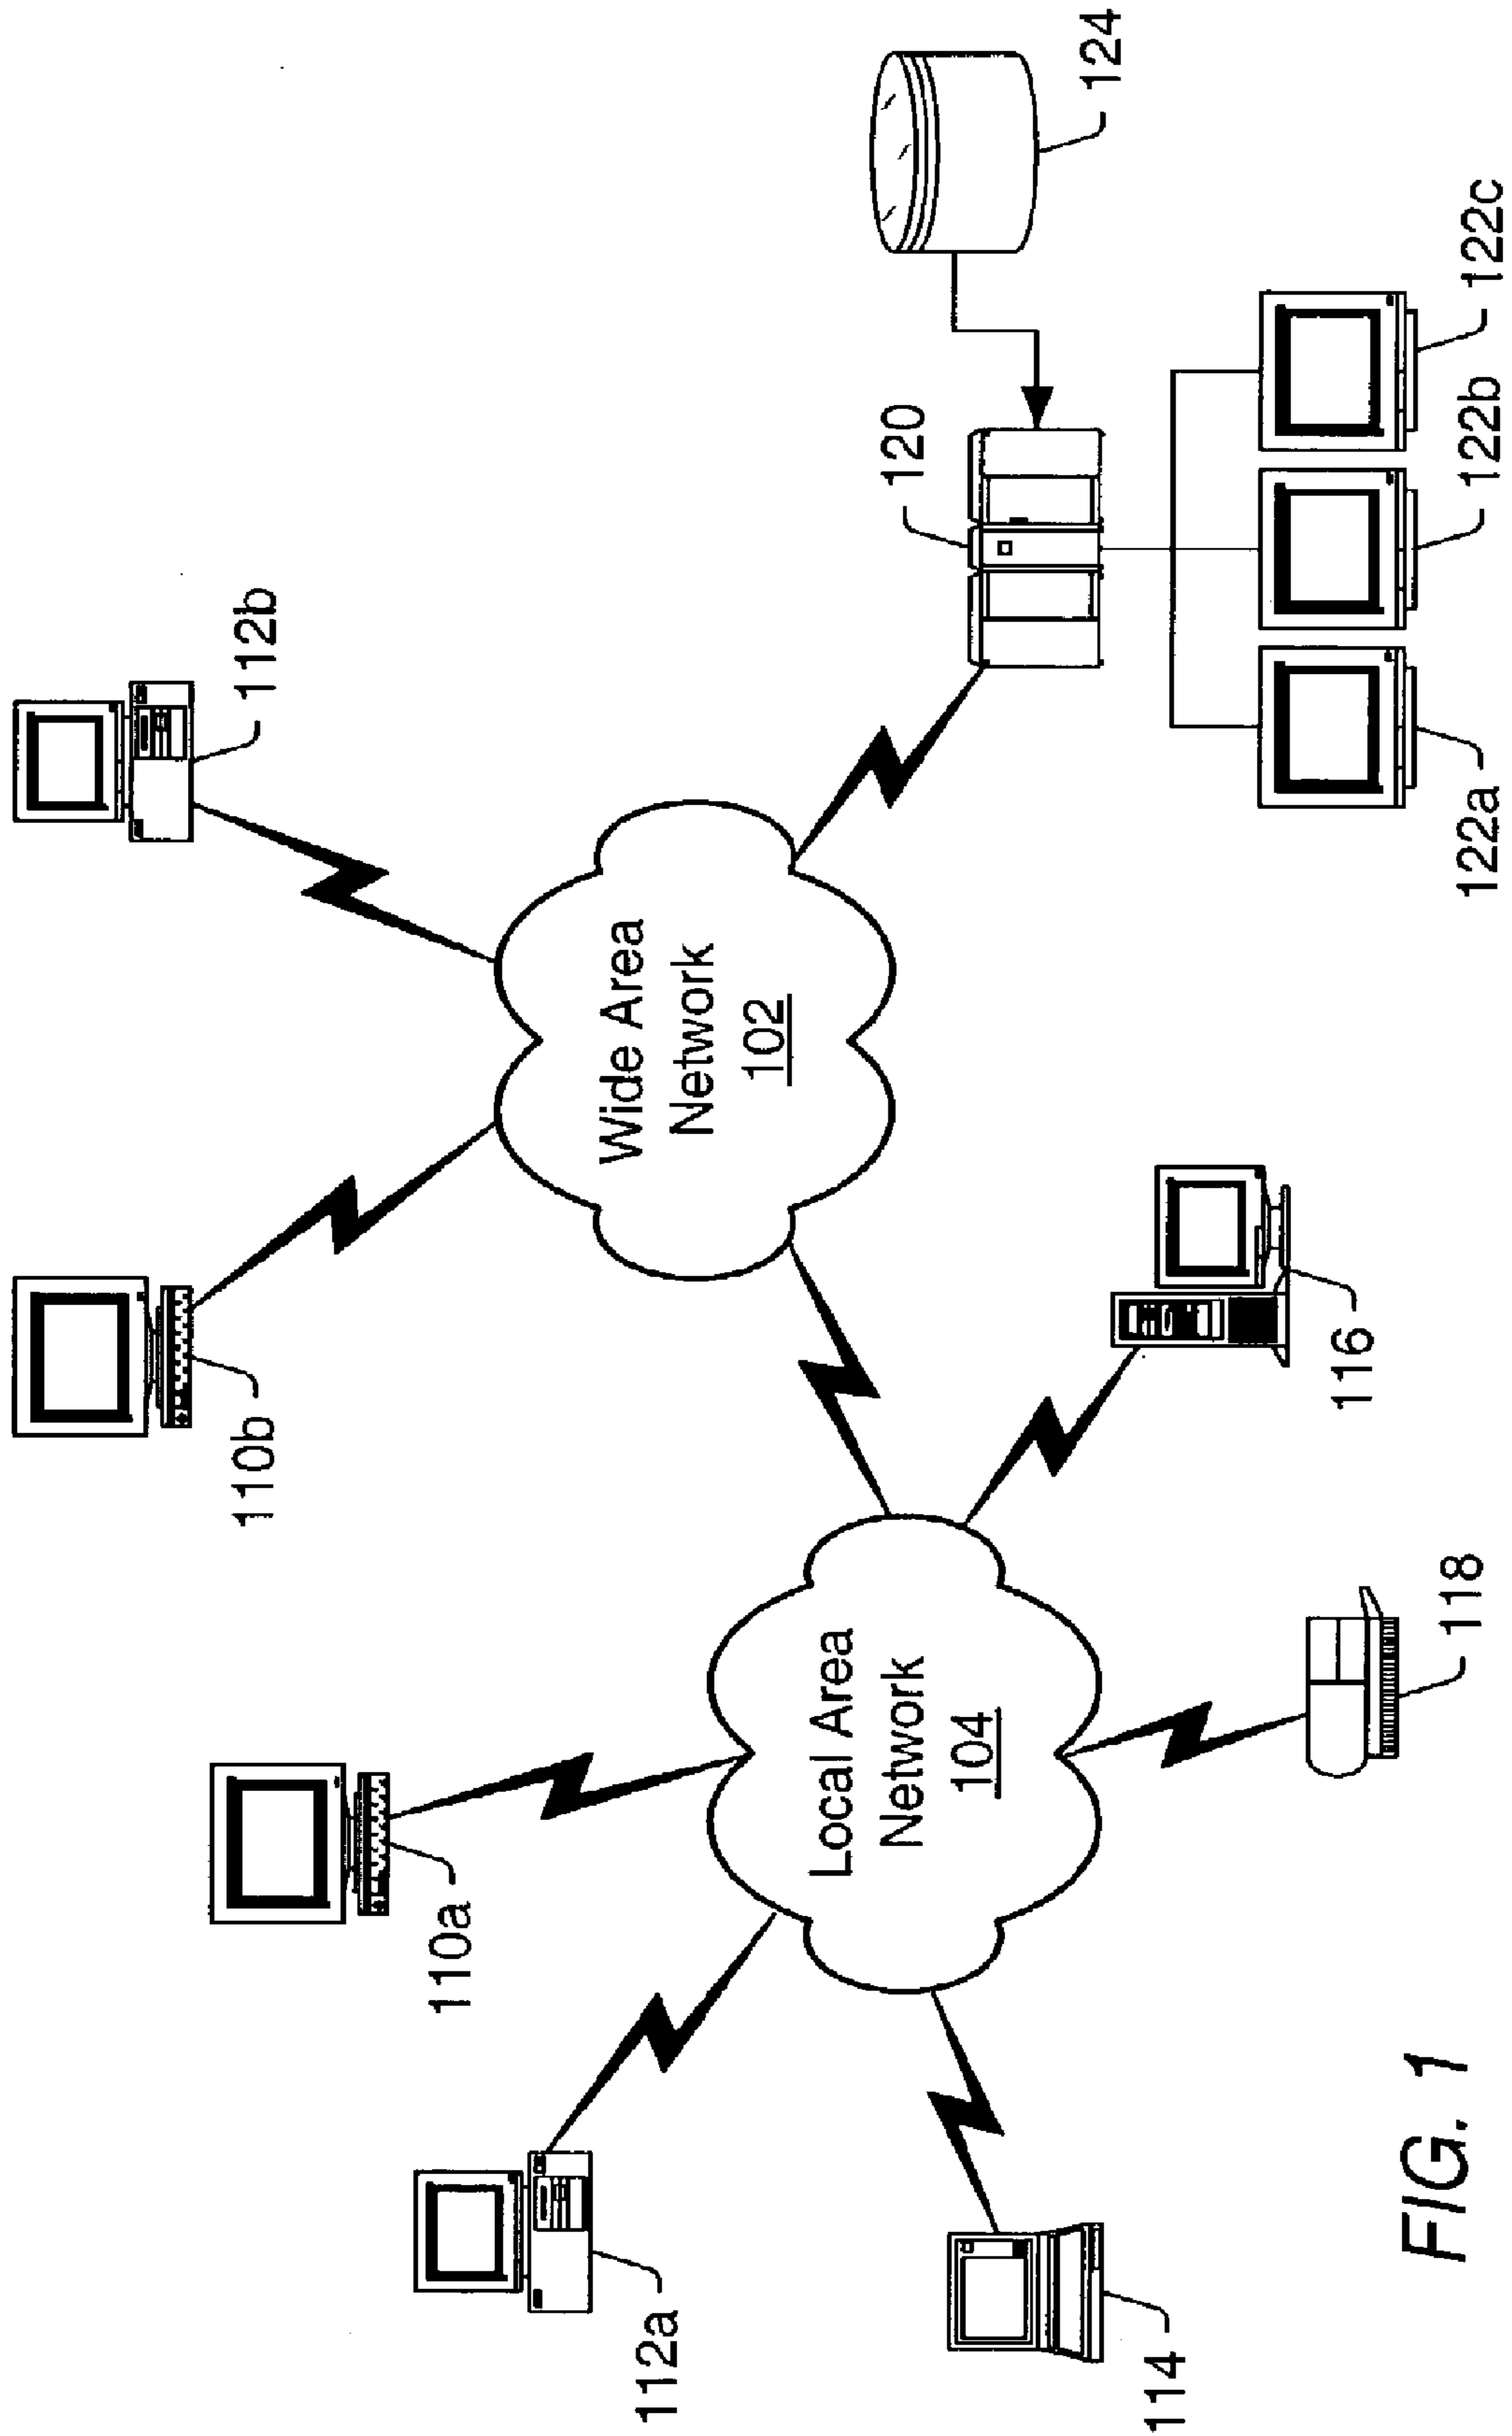 112b
110b
124
110a
120
Wide Area
Network
102
112a
Local Area
Network
104
116
122a
122b
122c
114
118
FIG. 1